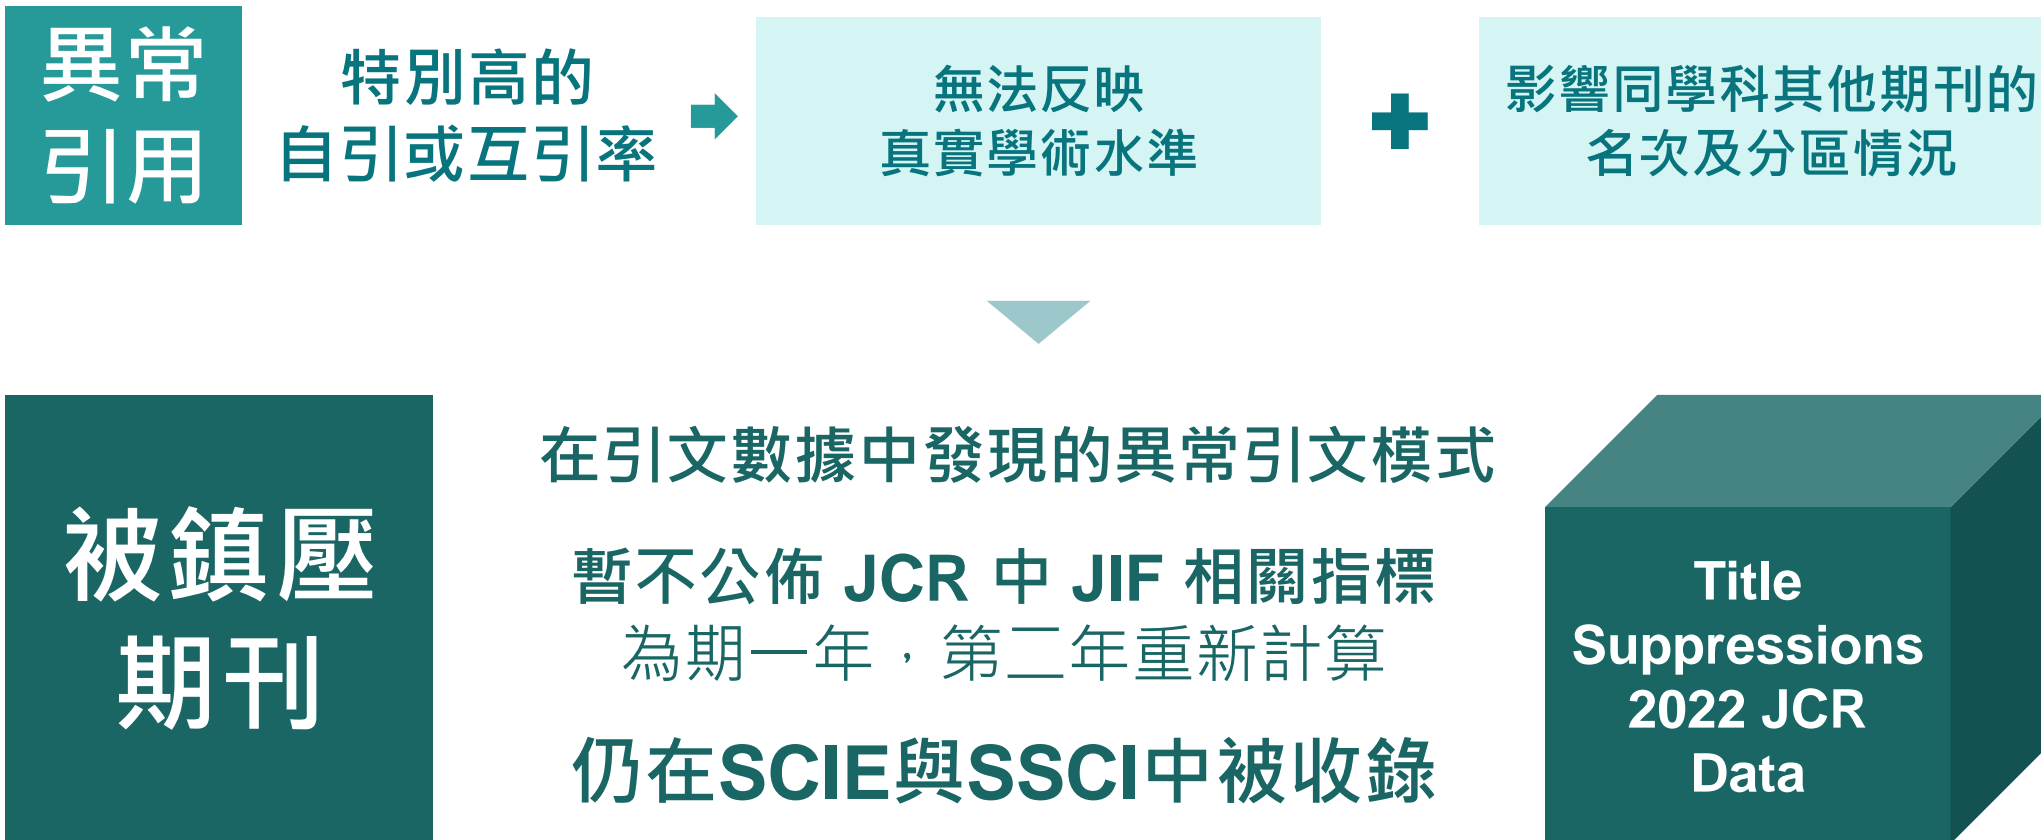 異常
引用
特別高的
自引或互引率
無法反映
真實學術水準
影響同學科其他期刊的
名次及分區情況
被鎮壓
期刊
在引文數據中發現的異常引文模式
暫不公佈 JCR 中 JIF 相關指標
為期一年，第二年重新計算
仍在SCIE與SSCI中被收錄
Title
Suppressions
2022 JCR
Data